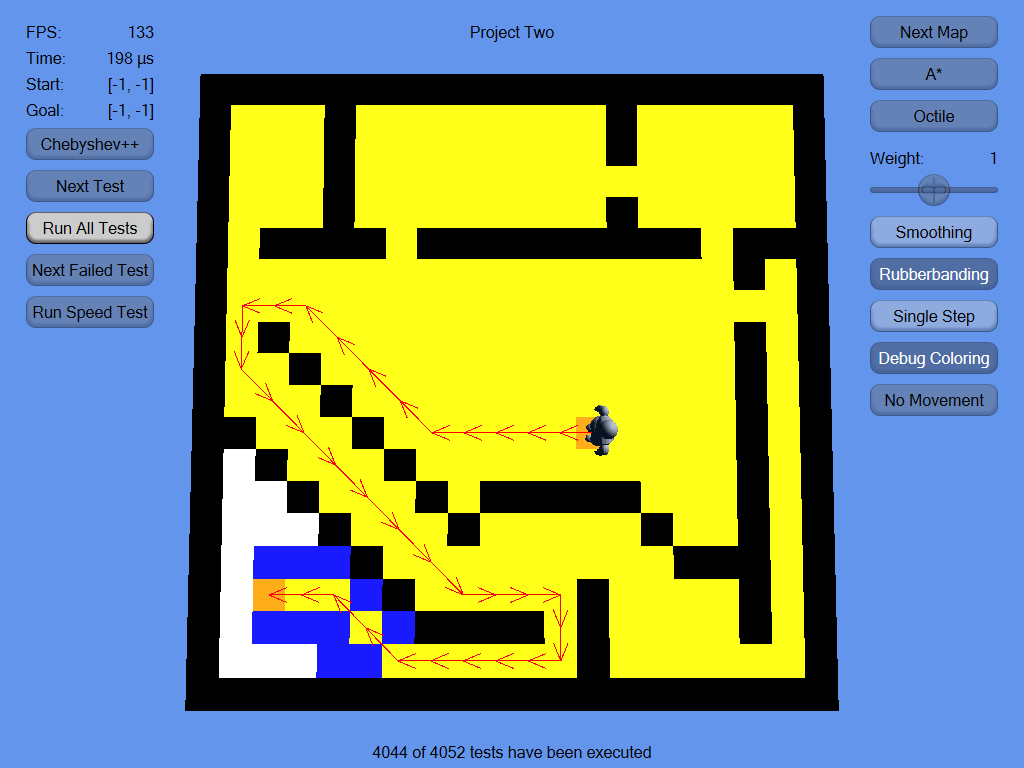 FPS: 133
Time: 198 µs
Start: [-1, -1]
Goal: [-1, -1]
Chebyshev++
Next Test
Run All Tests
Next Failed Test
Run Speed Test
Project Two
Next Map
A*
Octile
Weight: 1
Smoothing
Rubberbanding
Single Step
Debug Coloring
No Movement
4044 of 4052 tests have been executed